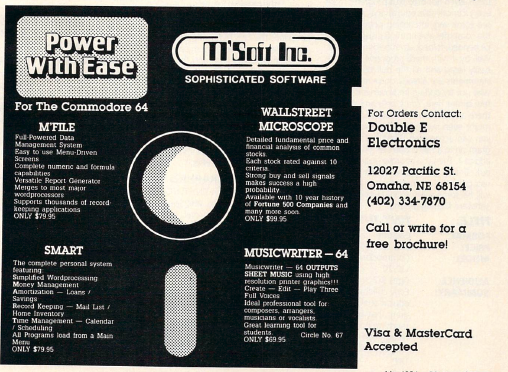 Power
With Ease
M'Soft Inc.
SOPHISTICATED SOFTWARE
For The Commodore 64
M'FILE
Full-Powered Data
Management System
Easy to use Menu-Driven
Screens
Complete numeric and formula
capabilities
Versatile Report Generator
Merges to most major
wordprocessors
Supports thousands of record-
keeping applications
ONLY $79.95
SMART
The complete personal system
featuring:
Simplified Wordprocessing
Money Management
Amortization — Loans /
Savings
Record Keeping — Mail List /
Home Inventory
Time Management — Calendar
/ Scheduling
All Programs load from a Main
Menu
ONLY $79.95
WALLSTREET
MICROSCOPE
Detailed fundamental price and
financial analysis of common
stocks.
Each stock rated against 10
criteria.
Strong buy and sell signals
makes success a high
probability.
Available with 10 year history
of Fortune 500 Companies and
many more soon.
ONLY $99.95
MUSICWRITER — 64
Musicwriter — 64 OUTPUTS
SHEET MUSIC using high
resolution printer graphics!!!
Create — Edit — Play Three
Full Voices
Ideal professional tool for
composers, arrangers,
musicians or vocalists.
Great learning tool for
students.
ONLY $69.95
Circle No. 67
For Orders Contact:
Double E
Electronics
12027 Pacific St.
Omaha, NE 68154
(402) 334-7870
Call or write for a
free brochure!
Visa & MasterCard
Accepted